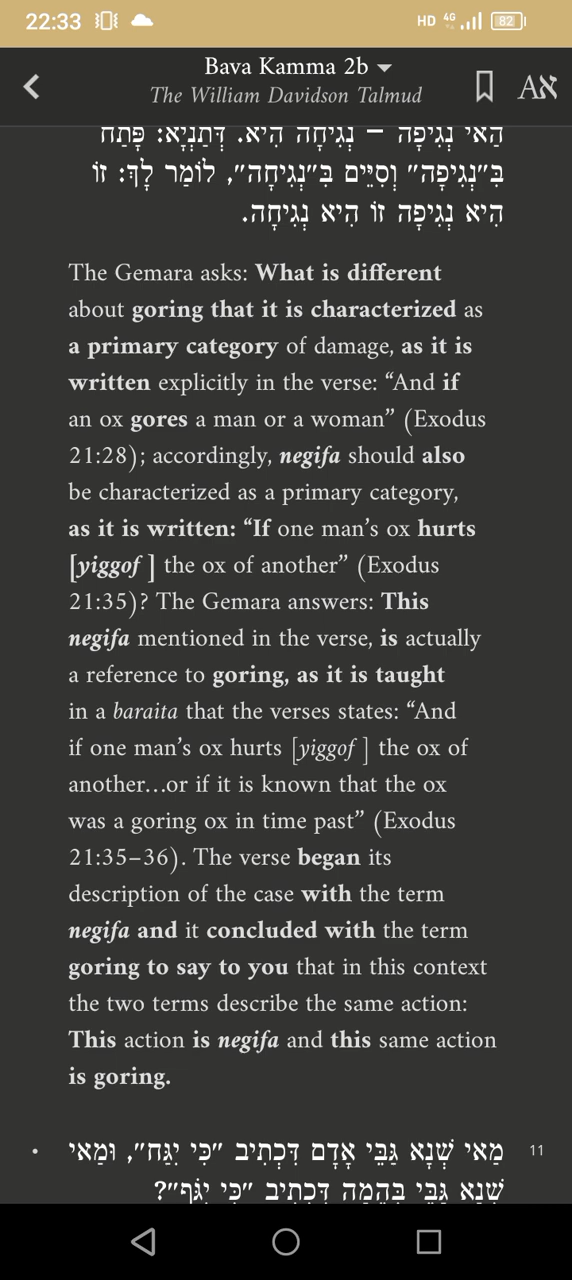 22:33
HD 4G 82
Bava Kamma 2b
The William Davidson Talmud
Aא
הַאי נְגִיפָה – נְגִיחָה הִיא. דְּתַנְיָא: פָּתַח
בִּ״נְגִיפָה״ וְסִיֵּים בִּ״נְגִיחָה״, לוֹמַר לָךְ: זוֹ
הִיא נְגִיפָה זוֹ הִיא נְגִיחָה.
The Gemara asks: What is different
about goring that it is characterized as
a primary category of damage, as it is
written explicitly in the verse: “And if
an ox gores a man or a woman” (Exodus
21:28); accordingly, negifa should also
be characterized as a primary category,
as it is written: “If one man’s ox hurts
[yiggof ] the ox of another” (Exodus
21:35)? The Gemara answers: This
negifa mentioned in the verse, is actually
a reference to goring, as it is taught
in a baraita that the verses states: “And
if one man’s ox hurts [yiggof ] the ox of
another…or if it is known that the ox
was a goring ox in time past” (Exodus
21:35–36). The verse began its
description of the case with the term
negifa and it concluded with the term
goring to say to you that in this context
the two terms describe the same action:
This action is negifa and this same action
is goring.
11
מַאי שְׁנָא גַּבֵּי אָדָם דִּכְתִיב ״כִּי יִגַּח״, וּמַאי
שְׁנָא גַּבֵּי בְּהֵמָה דִּכְתִיב ״כִּי יִגֹּף״?